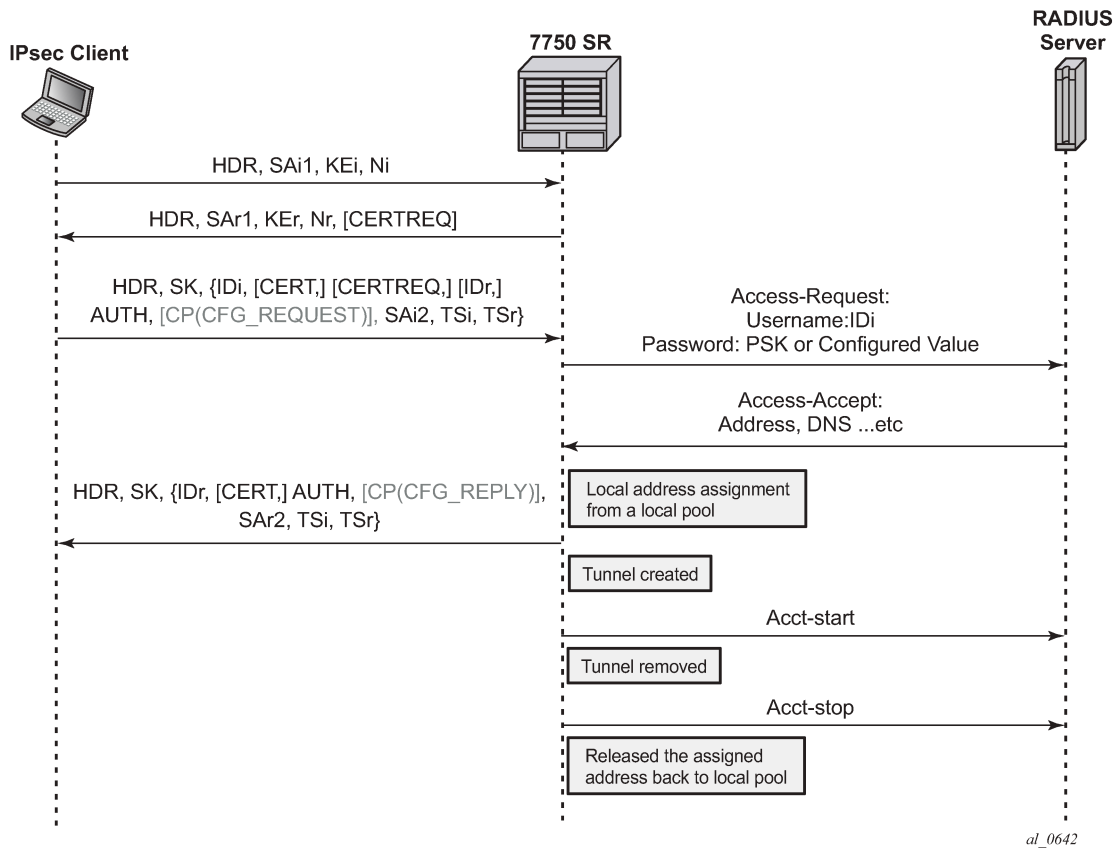 IPsec Client
7750 SR
RADIUS
Server
HDR, SAi1, KEi, Ni
HDR, SAr1, KEr, Nr, [CERTREQ]
HDR, SK, {IDi, [CERT,] [CERTREQ,] [IDr,]
AUTH, [CP(CFG_REQUEST)], SAi2, TSi, TSr}
Access-Request:
Username:IDi
Password: PSK or Configured Value
Access-Accept:
Address, DNS ...etc
Local address assignment
from a local pool
HDR, SK, {IDr, [CERT,] AUTH, [CP(CFG_REPLY)],
SAr2, TSi, TSr}
Tunnel created
Acct-start
Tunnel removed
Acct-stop
Released the assigned
address back to local pool
al_0642